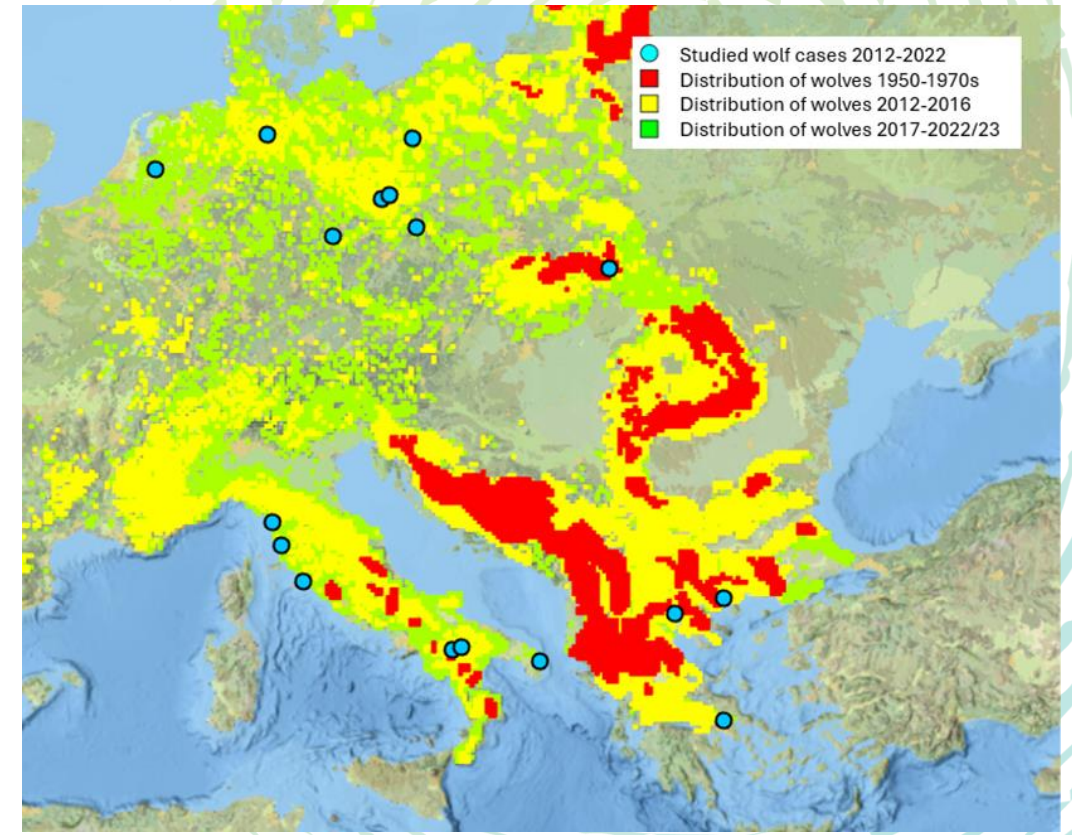 Studied wolf cases 2012-2022
Distribution of wolves 1950-1970s
Distribution of wolves 2012-2016
Distribution of wolves 2017-2022/23